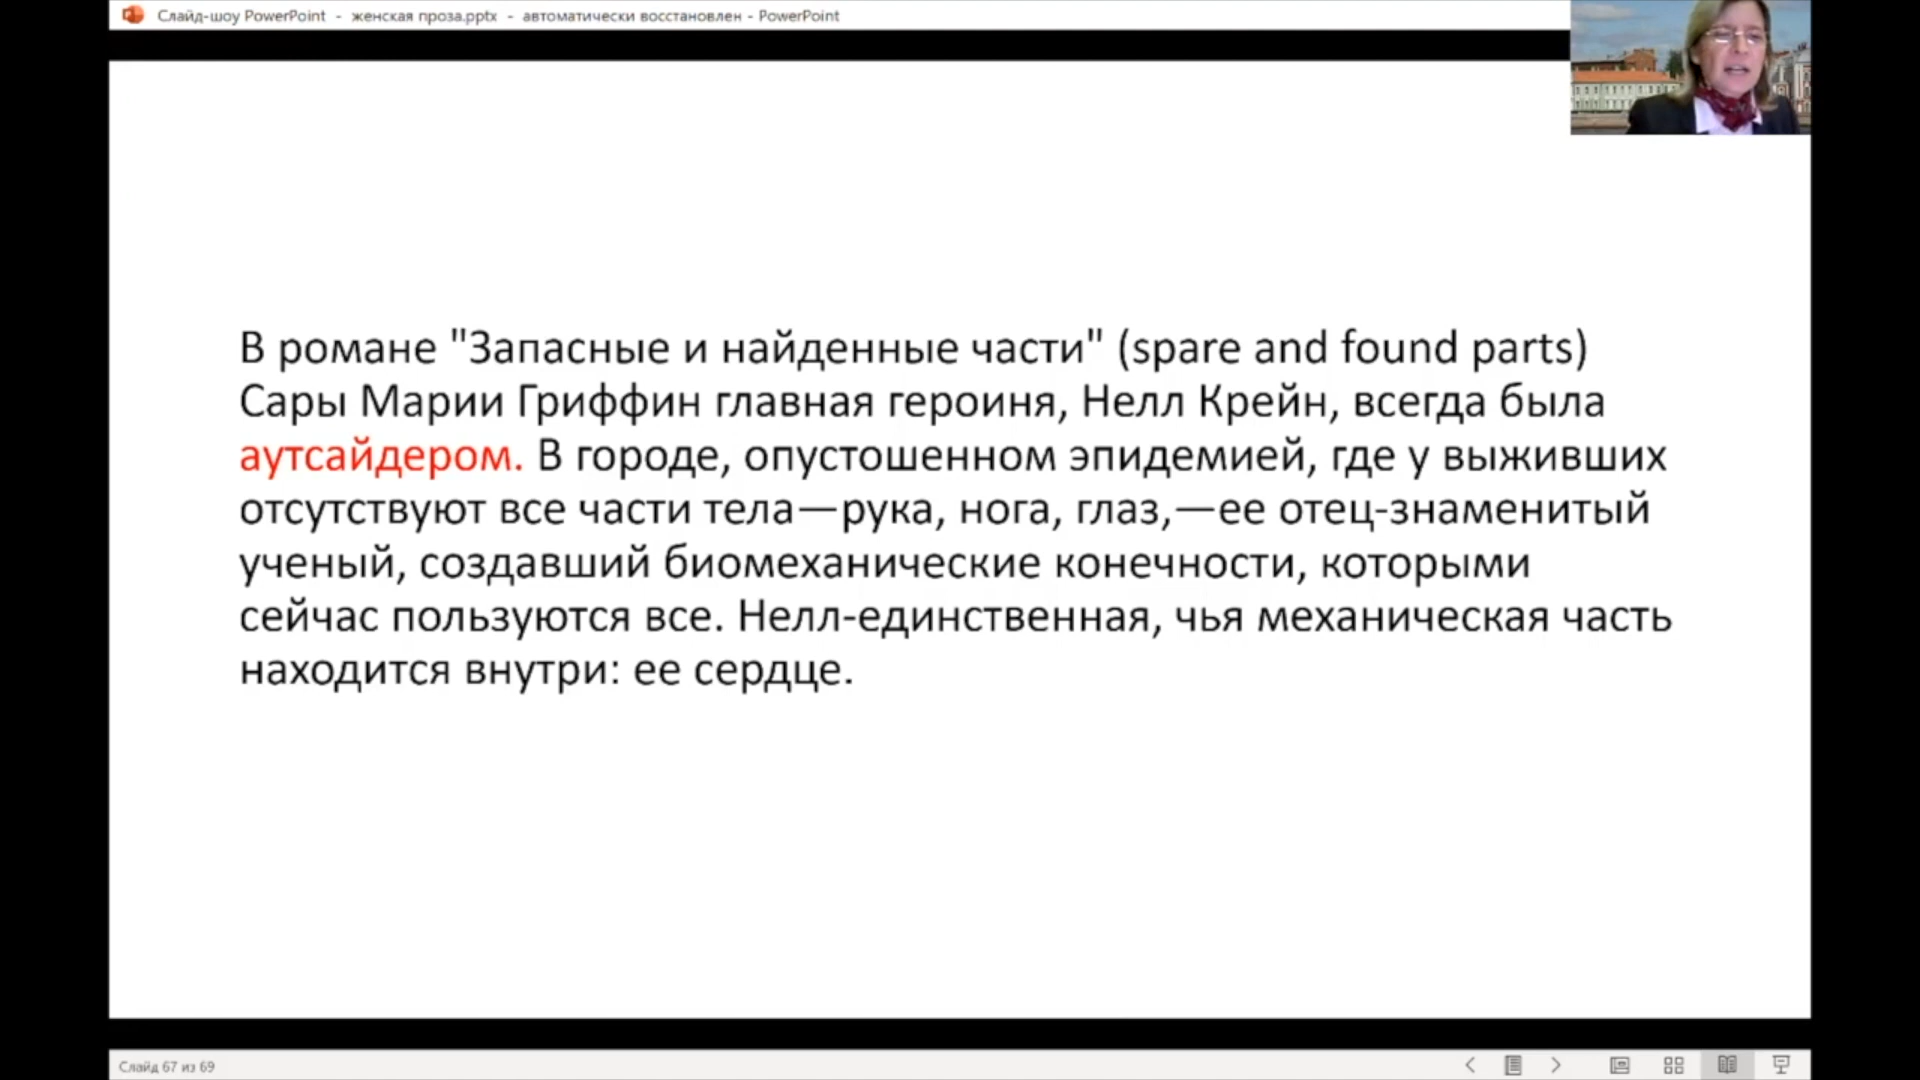 Слайд-шоу PowerPoint - женская проза.pptx - автоматически восстановлен - PowerPoint
В романе "Запасные и найденные части" (spare and found parts)
Сары Марии Гриффин главная героиня, Нелл Крейн, всегда была
аутсайдером. В городе, опустошенном эпидемией, где у выживших
отсутствуют все части тела—рука, нога, глаз,—ее отец-знаменитый
ученый, создавший биомеханические конечности, которыми
сейчас пользуются все. Нелл-единственная, чья механическая часть
находится внутри: ее сердце.
Слайд 67 из 69